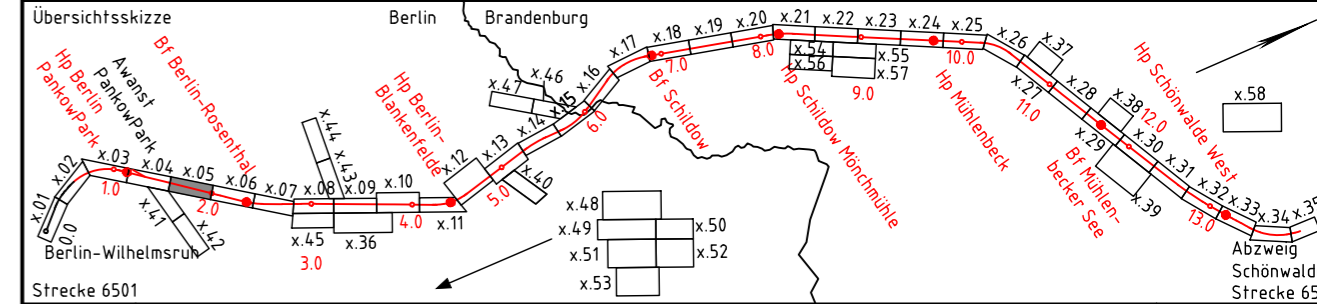 Übersichtsskizze
Berlin
Brandenburg
Berlin-Wilhelmsruh
Strecke 6501
0.0
x.01
x.02
x.03
x.04
x.05
x.06
x.07
x.08
x.09
x.10
x.11
x.12
x.13
x.14
x.15
x.16
x.17
x.18
x.19
x.20
x.21
x.22
x.23
x.24
x.25
x.26
x.27
x.28
x.29
x.30
x.31
x.32
x.33
x.34
x.35
x.36
x.37
x.38
x.39
x.40
x.41
x.42
x.43
x.44
x.45
x.46
x.47
x.48
x.49
x.50
x.51
x.52
x.53
x.54
x.55
x.56
x.57
x.58
1.0
2.0
3.0
4.0
5.0
6.0
7.0
8.0
9.0
10.0
11.0
12.0
13.0
Hp Berlin
PankowPark
Awanst
PankowPark
Bf Berlin-Rosenthal
Hp Berlin-
Blankenfelde
Bf Schildow
Hp Schildow Mönchmühle
Hp Mühlenbeck
Bf Mühlen-
becker See
Hp Schönwalde West
Abzweig
Schönwald
Strecke 65